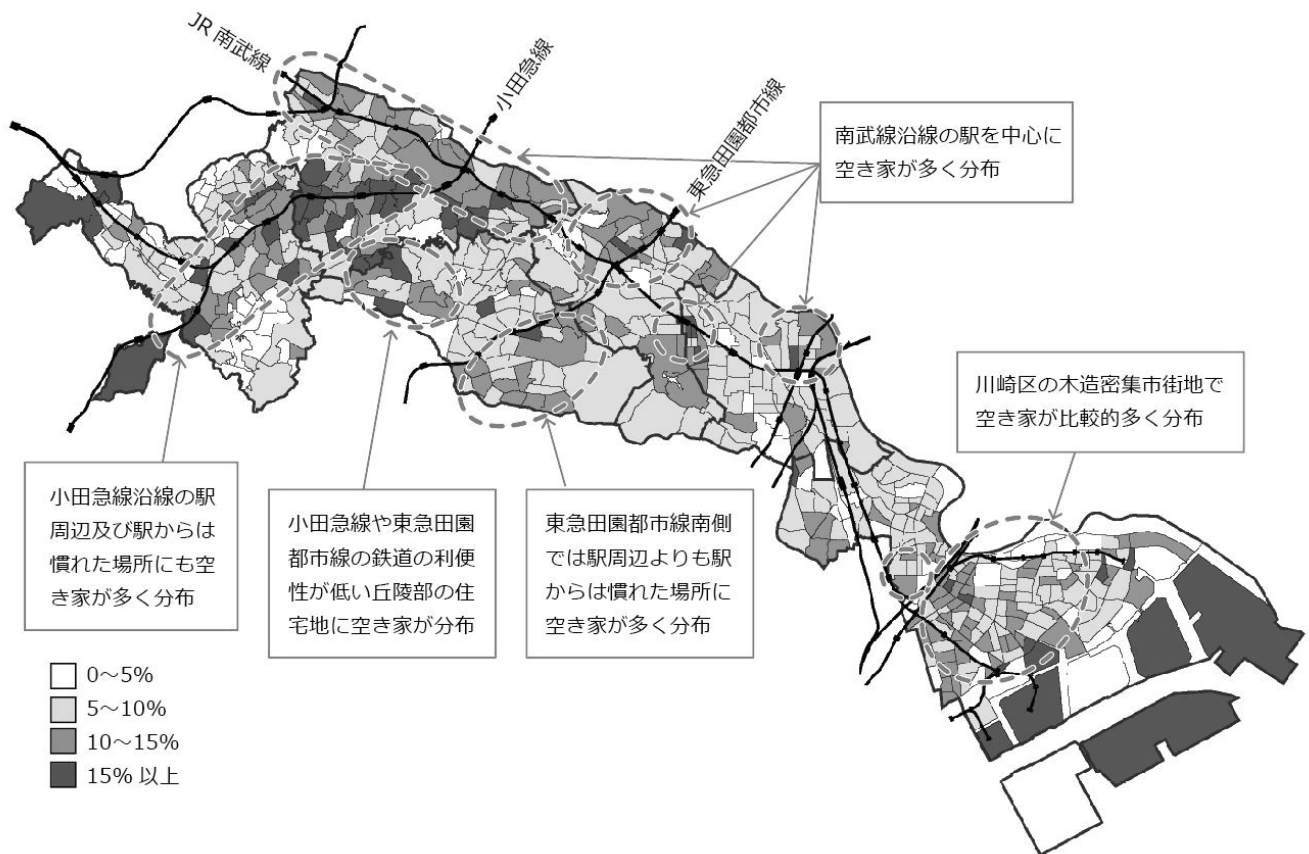 JR 南武線
小田急線
東急田園都市線
南武線沿線の駅を中心に
空き家が多く分布
川崎区の木造密集市街地で
空き家が比較的多く分布
小田急線沿線の駅
周辺及び駅からは
慣れた場所にも空
き家が多く分布
小田急線や東急田園
都市線の鉄道の利便
性が低い丘陵部の住
宅地に空き家が分布
東急田園都市線南側
では駅周辺よりも駅
からは慣れた場所に
空き家が多く分布
0～5%
5～10%
10～15%
15% 以上